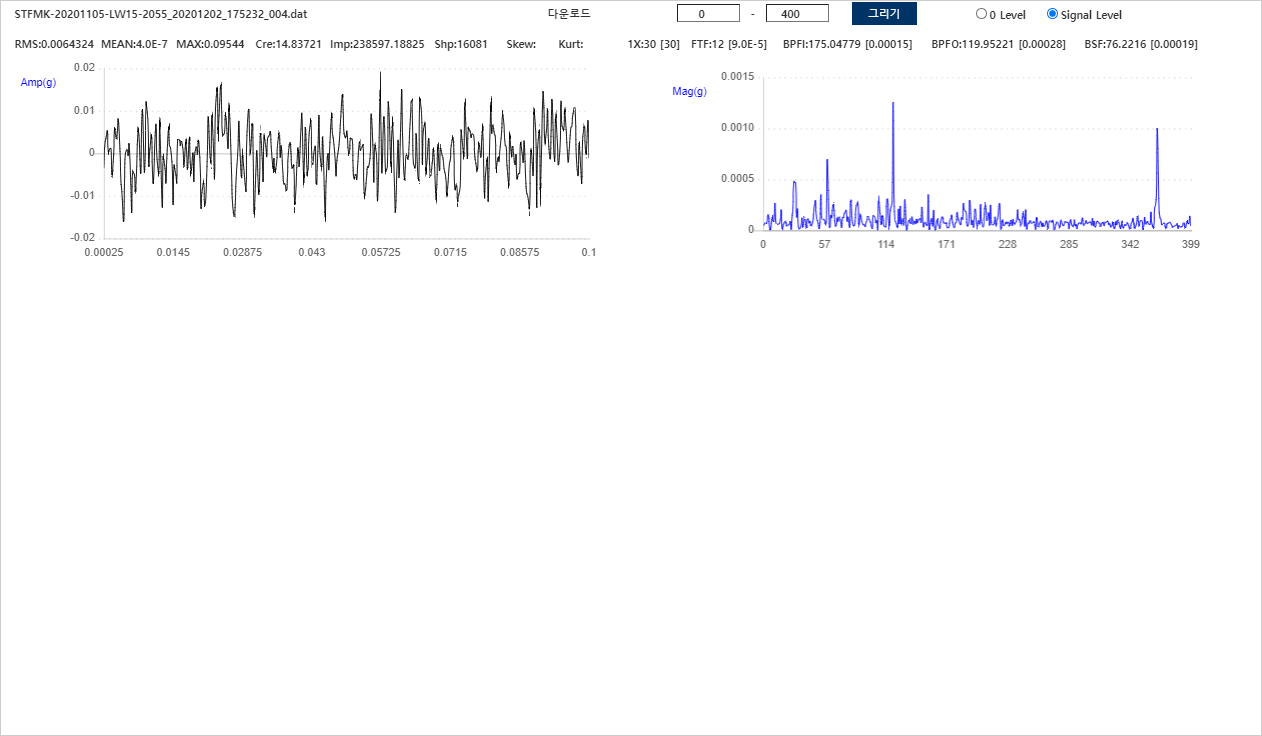 STFMK-20201105-LW15-2055_20201202_175232_004.dat 다운로드 0 - 400 그리기 0 Level Signal Level
RMS:0.0064324 MEAN:4.0E-7 MAX:0.09544 Cre:14.83721 Imp:238597.18825 Shp:16081 Skew: Kurt: 1X:30 [30] FTF:12 [9.0E-5] BPFI:175.04779 [0.00015] BPFO:119.95221 [0.00028] BSF:76.2216 [0.00019]
Amp(g)
0.02
0.01
0
-0.01
-0.02
0.00025 0.0145 0.02875 0.043 0.05725 0.0715 0.08575 0.1
Mag(g)
0.0015
0.0010
0.0005
0
0 57 114 171 228 285 342 399